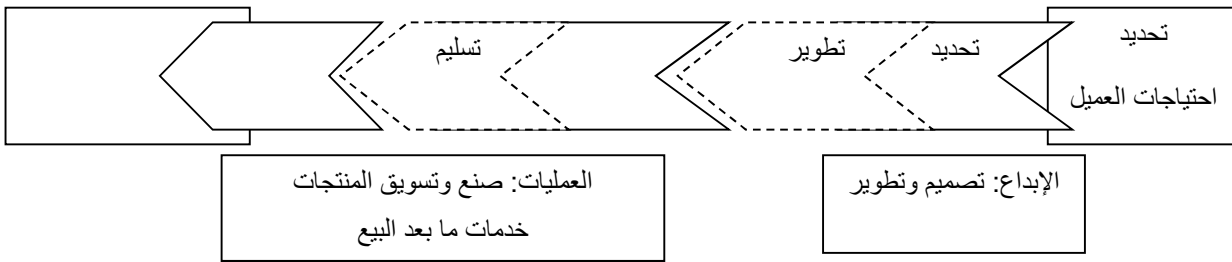 تحديد
احتياجات العميل
تحديد
تطوير
تسليم
الإبداع: تصميم وتطوير
العمليات: صنع وتسويق المنتجات
خدمات ما بعد البيع